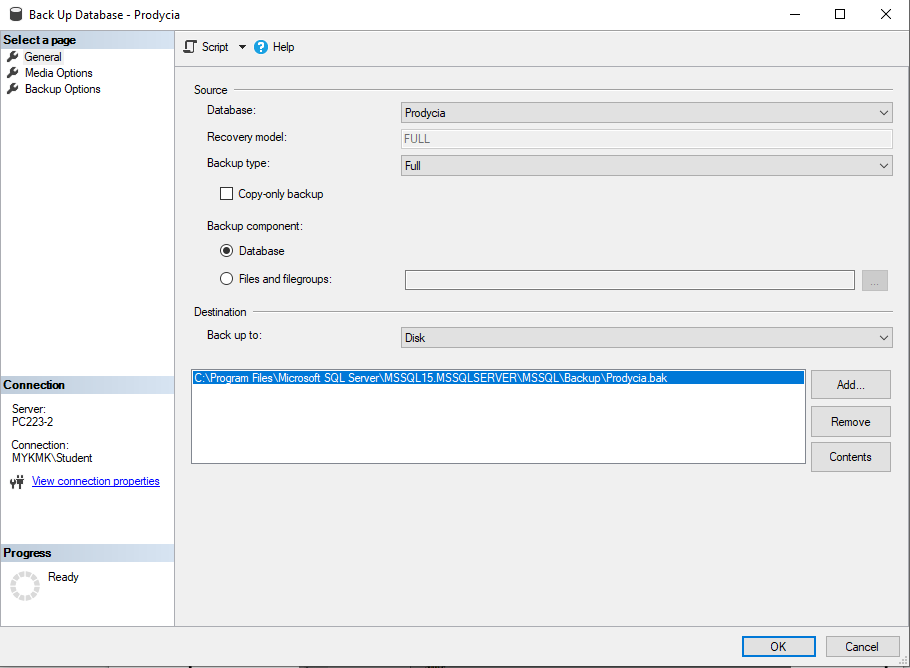 Back Up Database - Prodycia
Select a page
General
Media Options
Backup Options
Script
Help
Source
Database:
Prodycia
Recovery model:
FULL
Backup type:
Full
Copy-only backup
Backup component:
Database
Files and filegroups:
...
Destination
Back up to:
Disk
C:\Program Files\Microsoft SQL Server\MSSQL15.MSSQLSERVER\MSSQL\Backup\Prodycia.bak
Add...
Remove
Contents
Connection
Server:
PC223-2
Connection:
MYKMK\Student
View connection properties
Progress
Ready
OK
Cancel